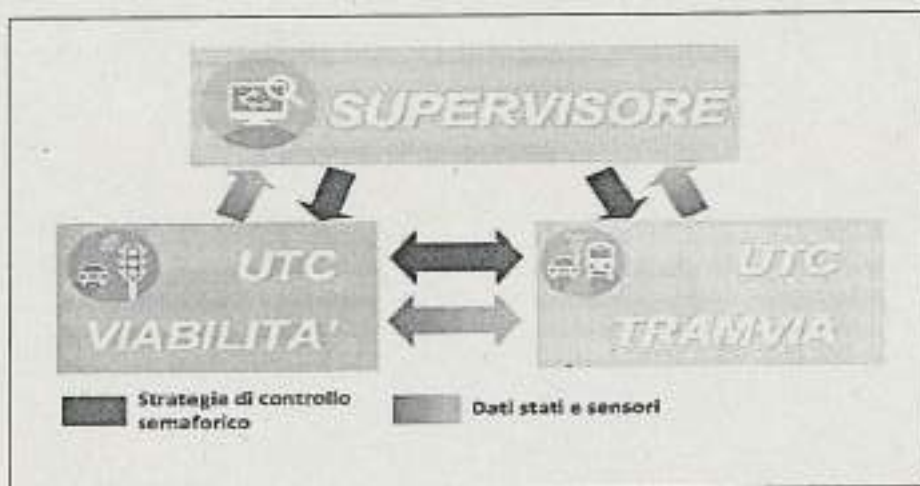 SUPERVISORE
UTC
VIABILITA'
UTC
TRAMVIA
Strategie di controllo
semaforico
Dati stati e sensori